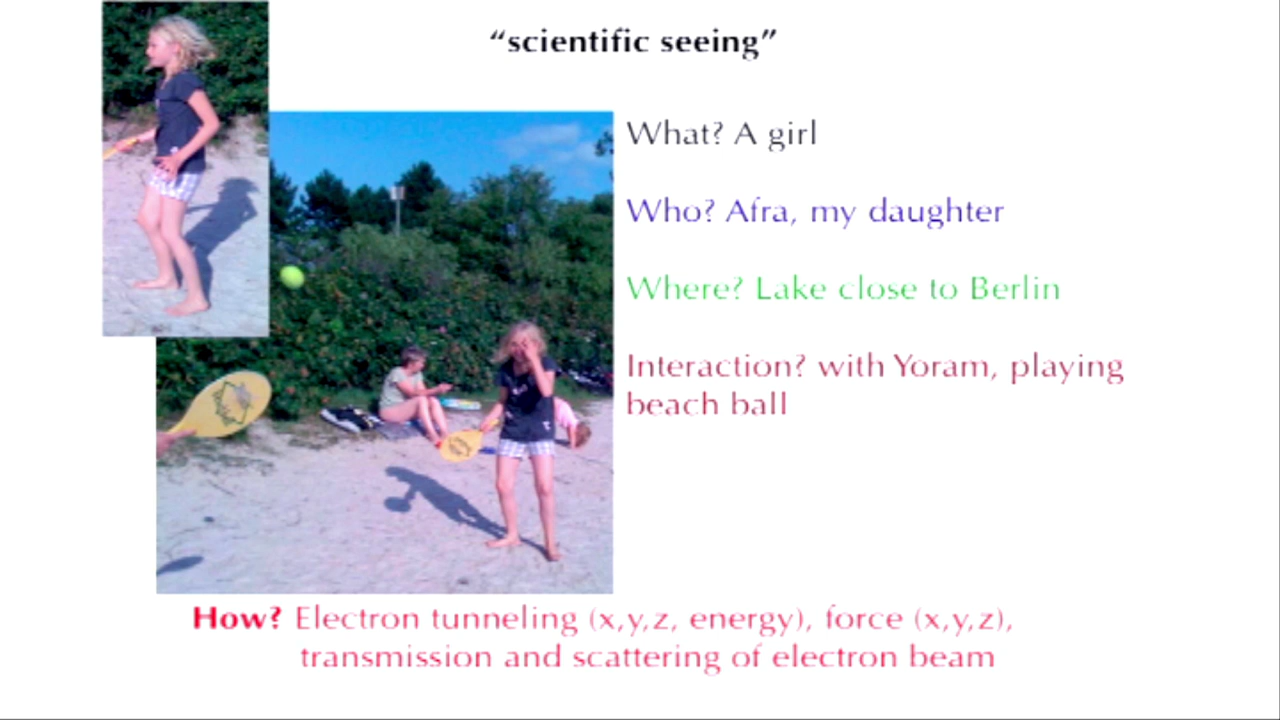 “scientific seeing”
What? A girl
Who? Afra, my daughter
Where? Lake close to Berlin
Interaction? with Yoram, playing
beach ball
How? Electron tunneling (x,y,z, energy), force (x,y,z),
transmission and scattering of electron beam